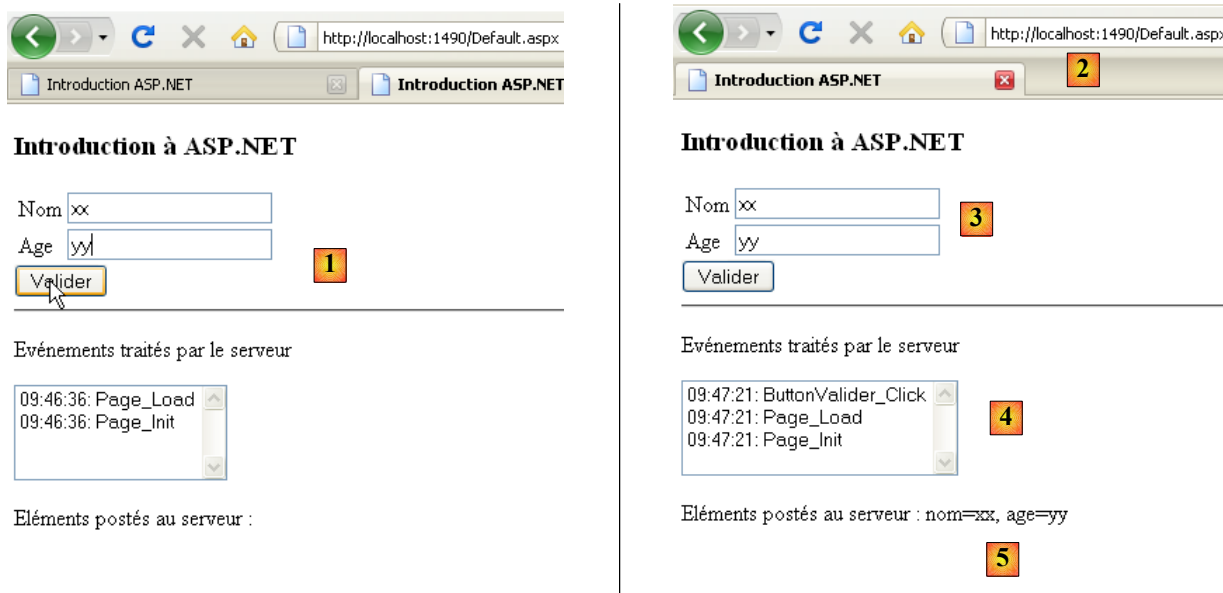 http://localhost:1490/Default.aspx
Introduction ASP.NET
Introduction ASP.NET
Introduction à ASP.NET
Nom xx
Age yy
1
Valider
Evénements traités par le serveur
09:46:36: Page_Load
09:46:36: Page_Init
Eléments postés au serveur :
http://localhost:1490/Default.asp
Introduction ASP.NET
2
Introduction à ASP.NET
Nom xx
3
Age yy
Valider
Evénements traités par le serveur
09:47:21: ButtonValider_Click
09:47:21: Page_Load
4
09:47:21: Page_Init
Eléments postés au serveur : nom=xx, age=yy
5